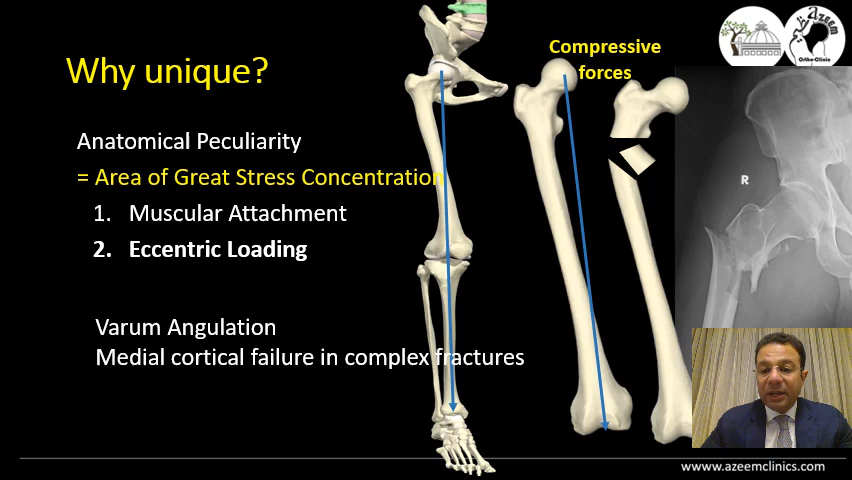 Why unique?
Compressive
forces
Azeem
Ortho-Clinic
Anatomical Peculiarity
= Area of Great Stress Concentration
1. Muscular Attachment
2. Eccentric Loading
R
Varum Angulation
Medial cortical failure in complex fractures
www.azeemclinics.com